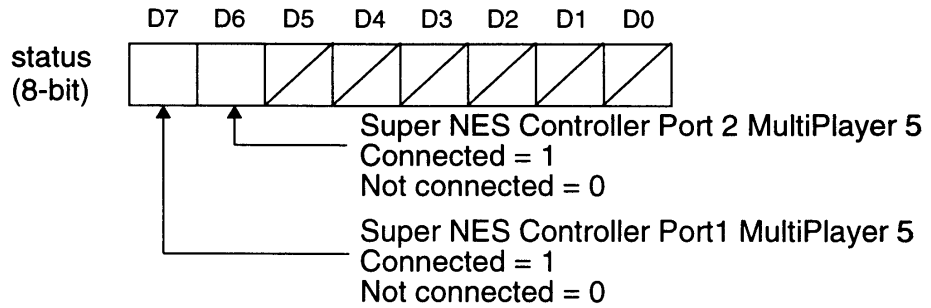 D7 D6 D5 D4 D3 D2 D1 D0
status
(8-bit)
Super NES Controller Port 2 MultiPlayer 5
Connected = 1
Not connected = 0
Super NES Controller Port1 MultiPlayer 5
Connected = 1
Not connected = 0